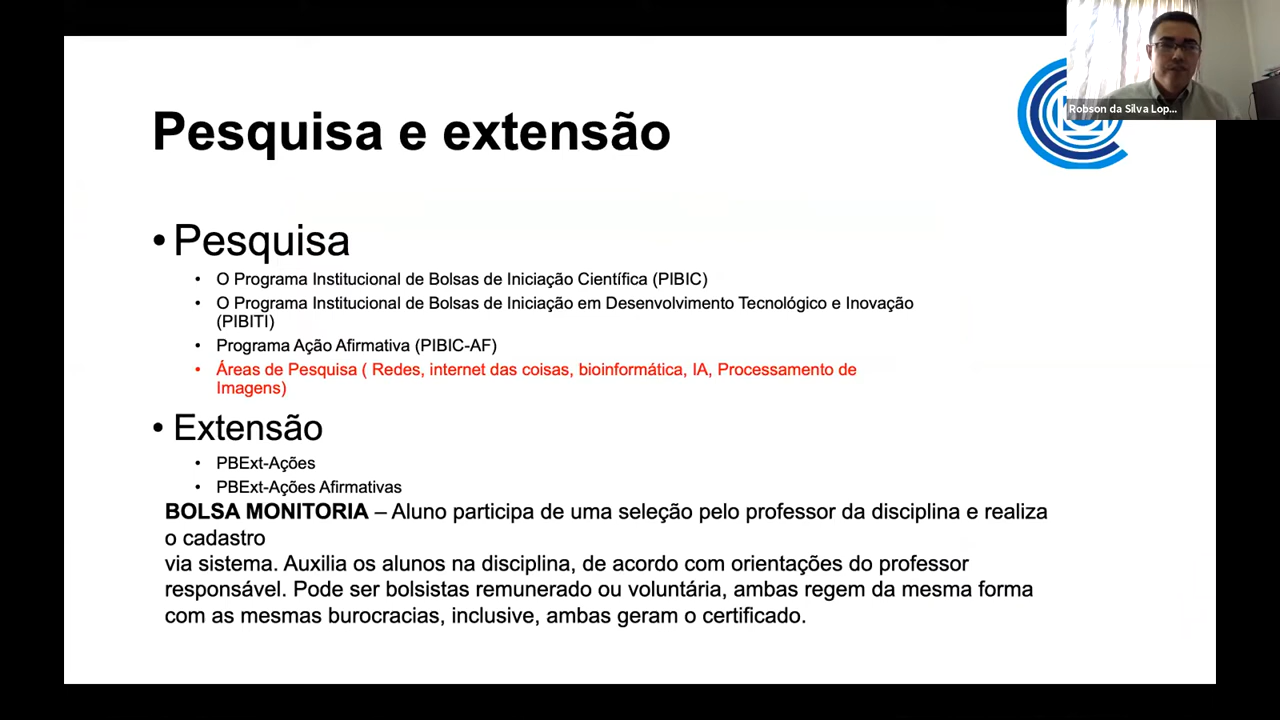 Robson da Silva Lop...
Pesquisa e extensão
• Pesquisa
• O Programa Institucional de Bolsas de Iniciação Científica (PIBIC)
• O Programa Institucional de Bolsas de Iniciação em Desenvolvimento Tecnológico e Inovação
(PIBITI)
• Programa Ação Afirmativa (PIBIC-AF)
• Áreas de Pesquisa ( Redes, internet das coisas, bioinformática, IA, Processamento de
Imagens)
• Extensão
• PBExt-Ações
• PBExt-Ações Afirmativas
BOLSA MONITORIA – Aluno participa de uma seleção pelo professor da disciplina e realiza
o cadastro
via sistema. Auxilia os alunos na disciplina, de acordo com orientações do professor
responsável. Pode ser bolsistas remunerado ou voluntária, ambas regem da mesma forma
com as mesmas burocracias, inclusive, ambas geram o certificado.